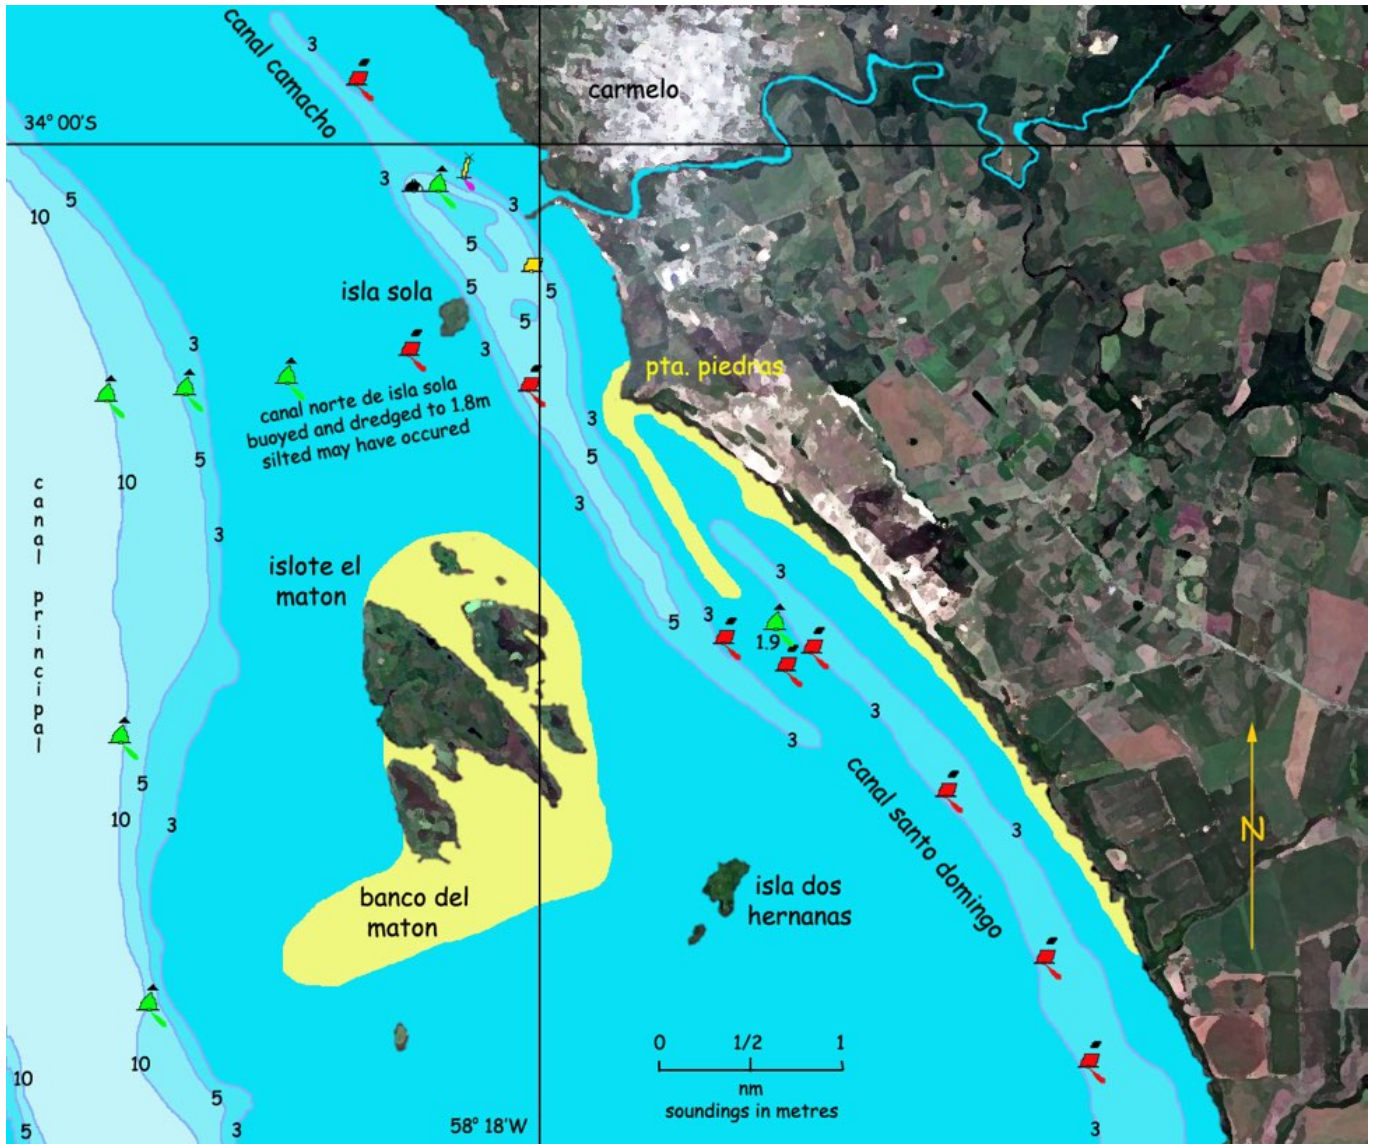 canal camacho
3
carmelo
34° 00'S
3
5
10
3
5
isla sola
5
5
5
3
3
pta. piedras
canal norte de isla sola
buoyed and dredged to 1.8m
silted may have occured
3
5
5
10
3
3
canal principal
islote el
maton
3
3
5
1.9
3
3
canal santo domingo
5
10
3
3
N
banco del
maton
isla dos
hernanas
0 1/2 1
nm
soundings in metres
10
10
5
58° 18'W
5
3
3